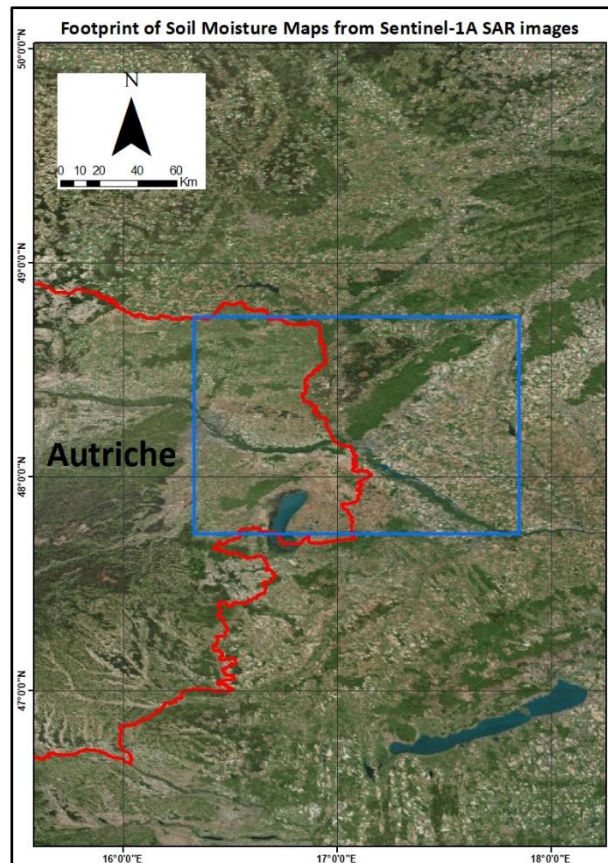 Footprint of Soil Moisture Maps from Sentinel-1A SAR images
N
0 10 20 40 60
Km
50°0'0"N
49°0'0"N
Autriche
48°0'0"N
47°0'0"N
16°0'0"E 17°0'0"E 18°0'0"E